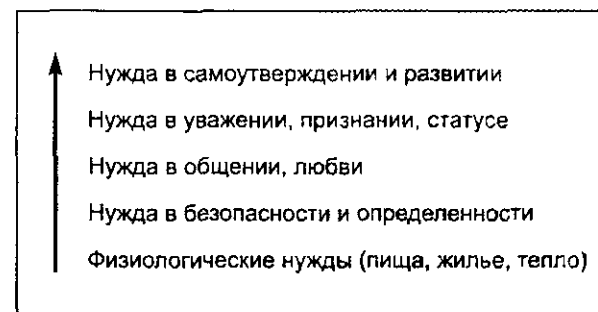 Нужда в самоутверждении и развитии
Нужда в уважении, признании, статусе
Нужда в общении, любви
Нужда в безопасности и определенности
Физиологические нужды (пища, жилье, тепло)